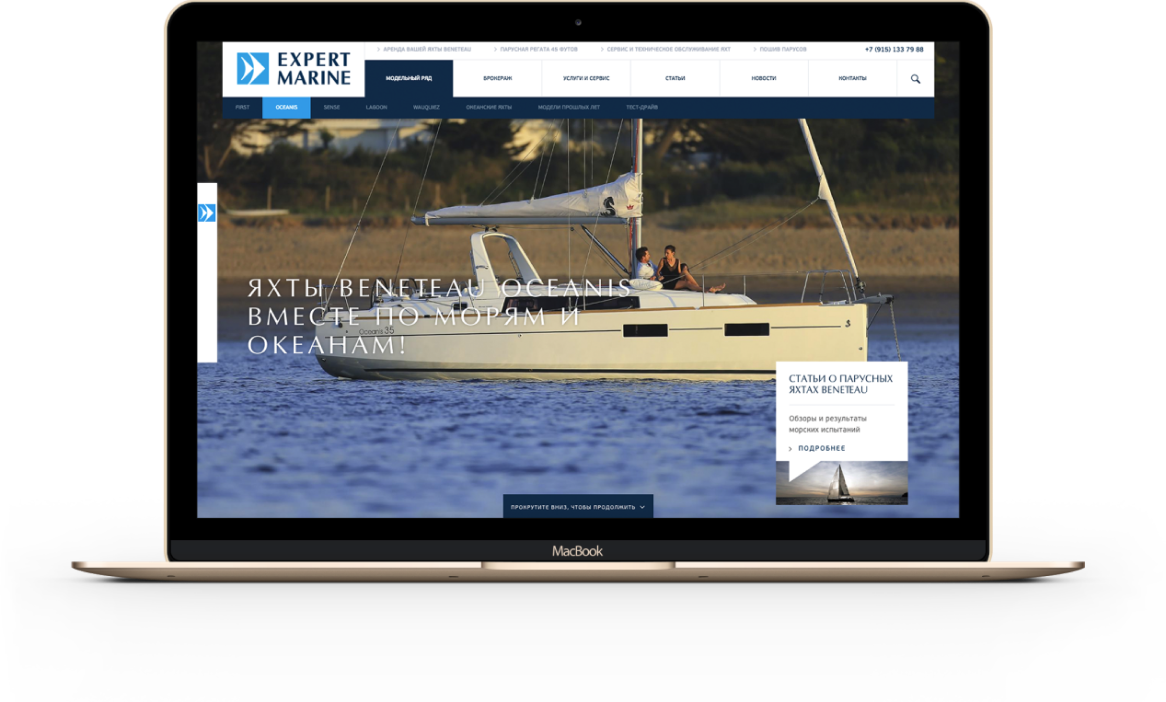 EXPERT
MARINE
АРЕНДА ВАШЕЙ ЯХТЫ BENETEAU
ПАРУСНАЯ РЕГАТА 45 ФУТОВ
СЕРВИС И ТЕХНИЧЕСКОЕ ОБСЛУЖИВАНИЕ ЯХТ
ПОШИВ ПАРУСОВ
+7 (915) 133 79 88
МОДЕЛЬНЫЙ РЯД
БРОКЕРАЖ
УСЛУГИ И СЕРВИС
СТАТЬИ
НОВОСТИ
КОНТАКТЫ
FIRST
OCEANIS
SENSE
LAGOON
WAUQUIEZ
ОКЕАНСКИЕ ЯХТЫ
МОДЕЛИ ПРОШЛЫХ ЛЕТ
ТЕСТ-ДРАЙВ
ЯХТЫ BENETEAU OCEANIS
ВМЕСТЕ ПО МОРЯМ И
ОКЕАНАМ!
Oceanis 35
СТАТЬИ О ПАРУСНЫХ
ЯХТАХ BENETEAU
Обзоры и результаты
морских испытаний
ПОДРОБНЕЕ
ПРОКРУТИТЕ ВНИЗ, ЧТОБЫ ПРОДОЛЖИТЬ
MacBook